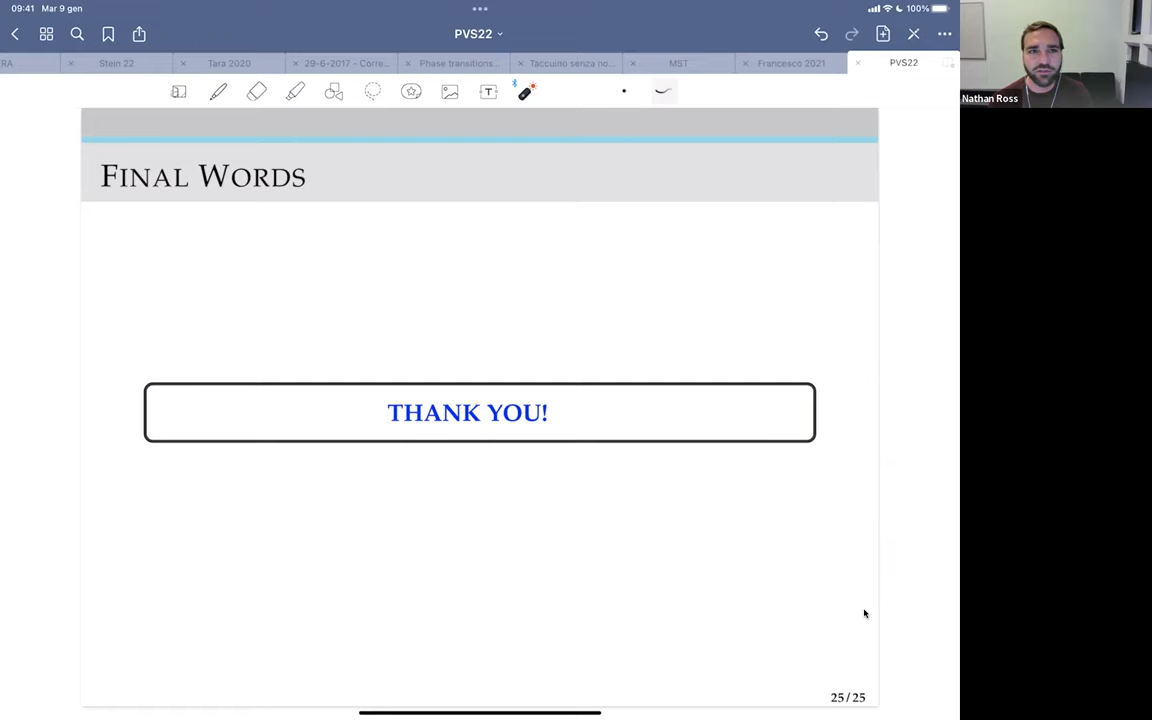 09:41 Mar 9 gen
100%
PVS22
RA
Stein 22
Tara 2020
29-6-2017 - Corre...
Phase transitions...
Taccuino senza no...
MST
Francesco 2021
PVS22
T
Nathan Ross
FINAL WORDS
THANK YOU!
25/25